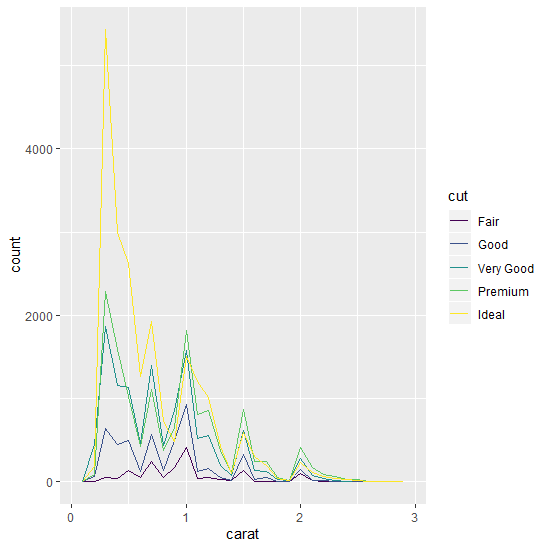 count
4000
2000
0
0
1
2
3
carat
cut
Fair
Good
Very Good
Premium
Ideal